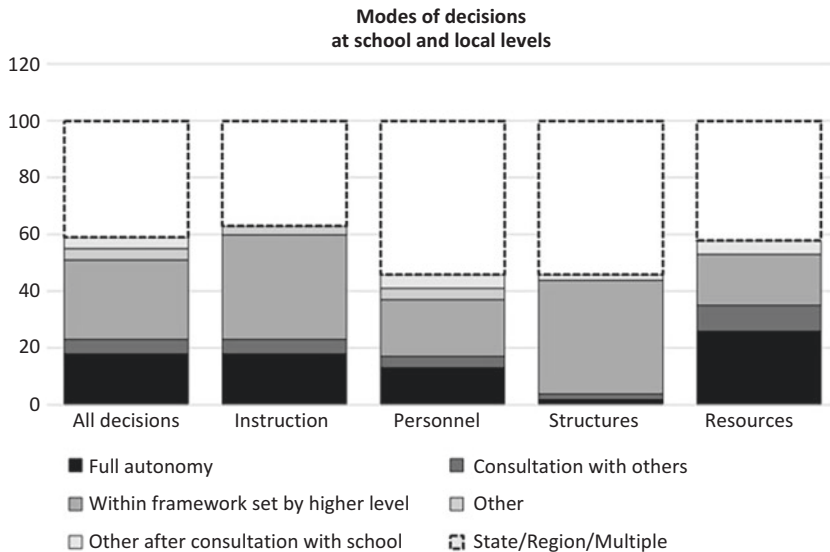 Modes of decisions
at school and local levels
120
100
80
60
40
20
0
All decisions
Instruction
Personnel
Structures
Resources
Full autonomy
Consultation with others
Within framework set by higher level
Other
Other after consultation with school
State/Region/Multiple